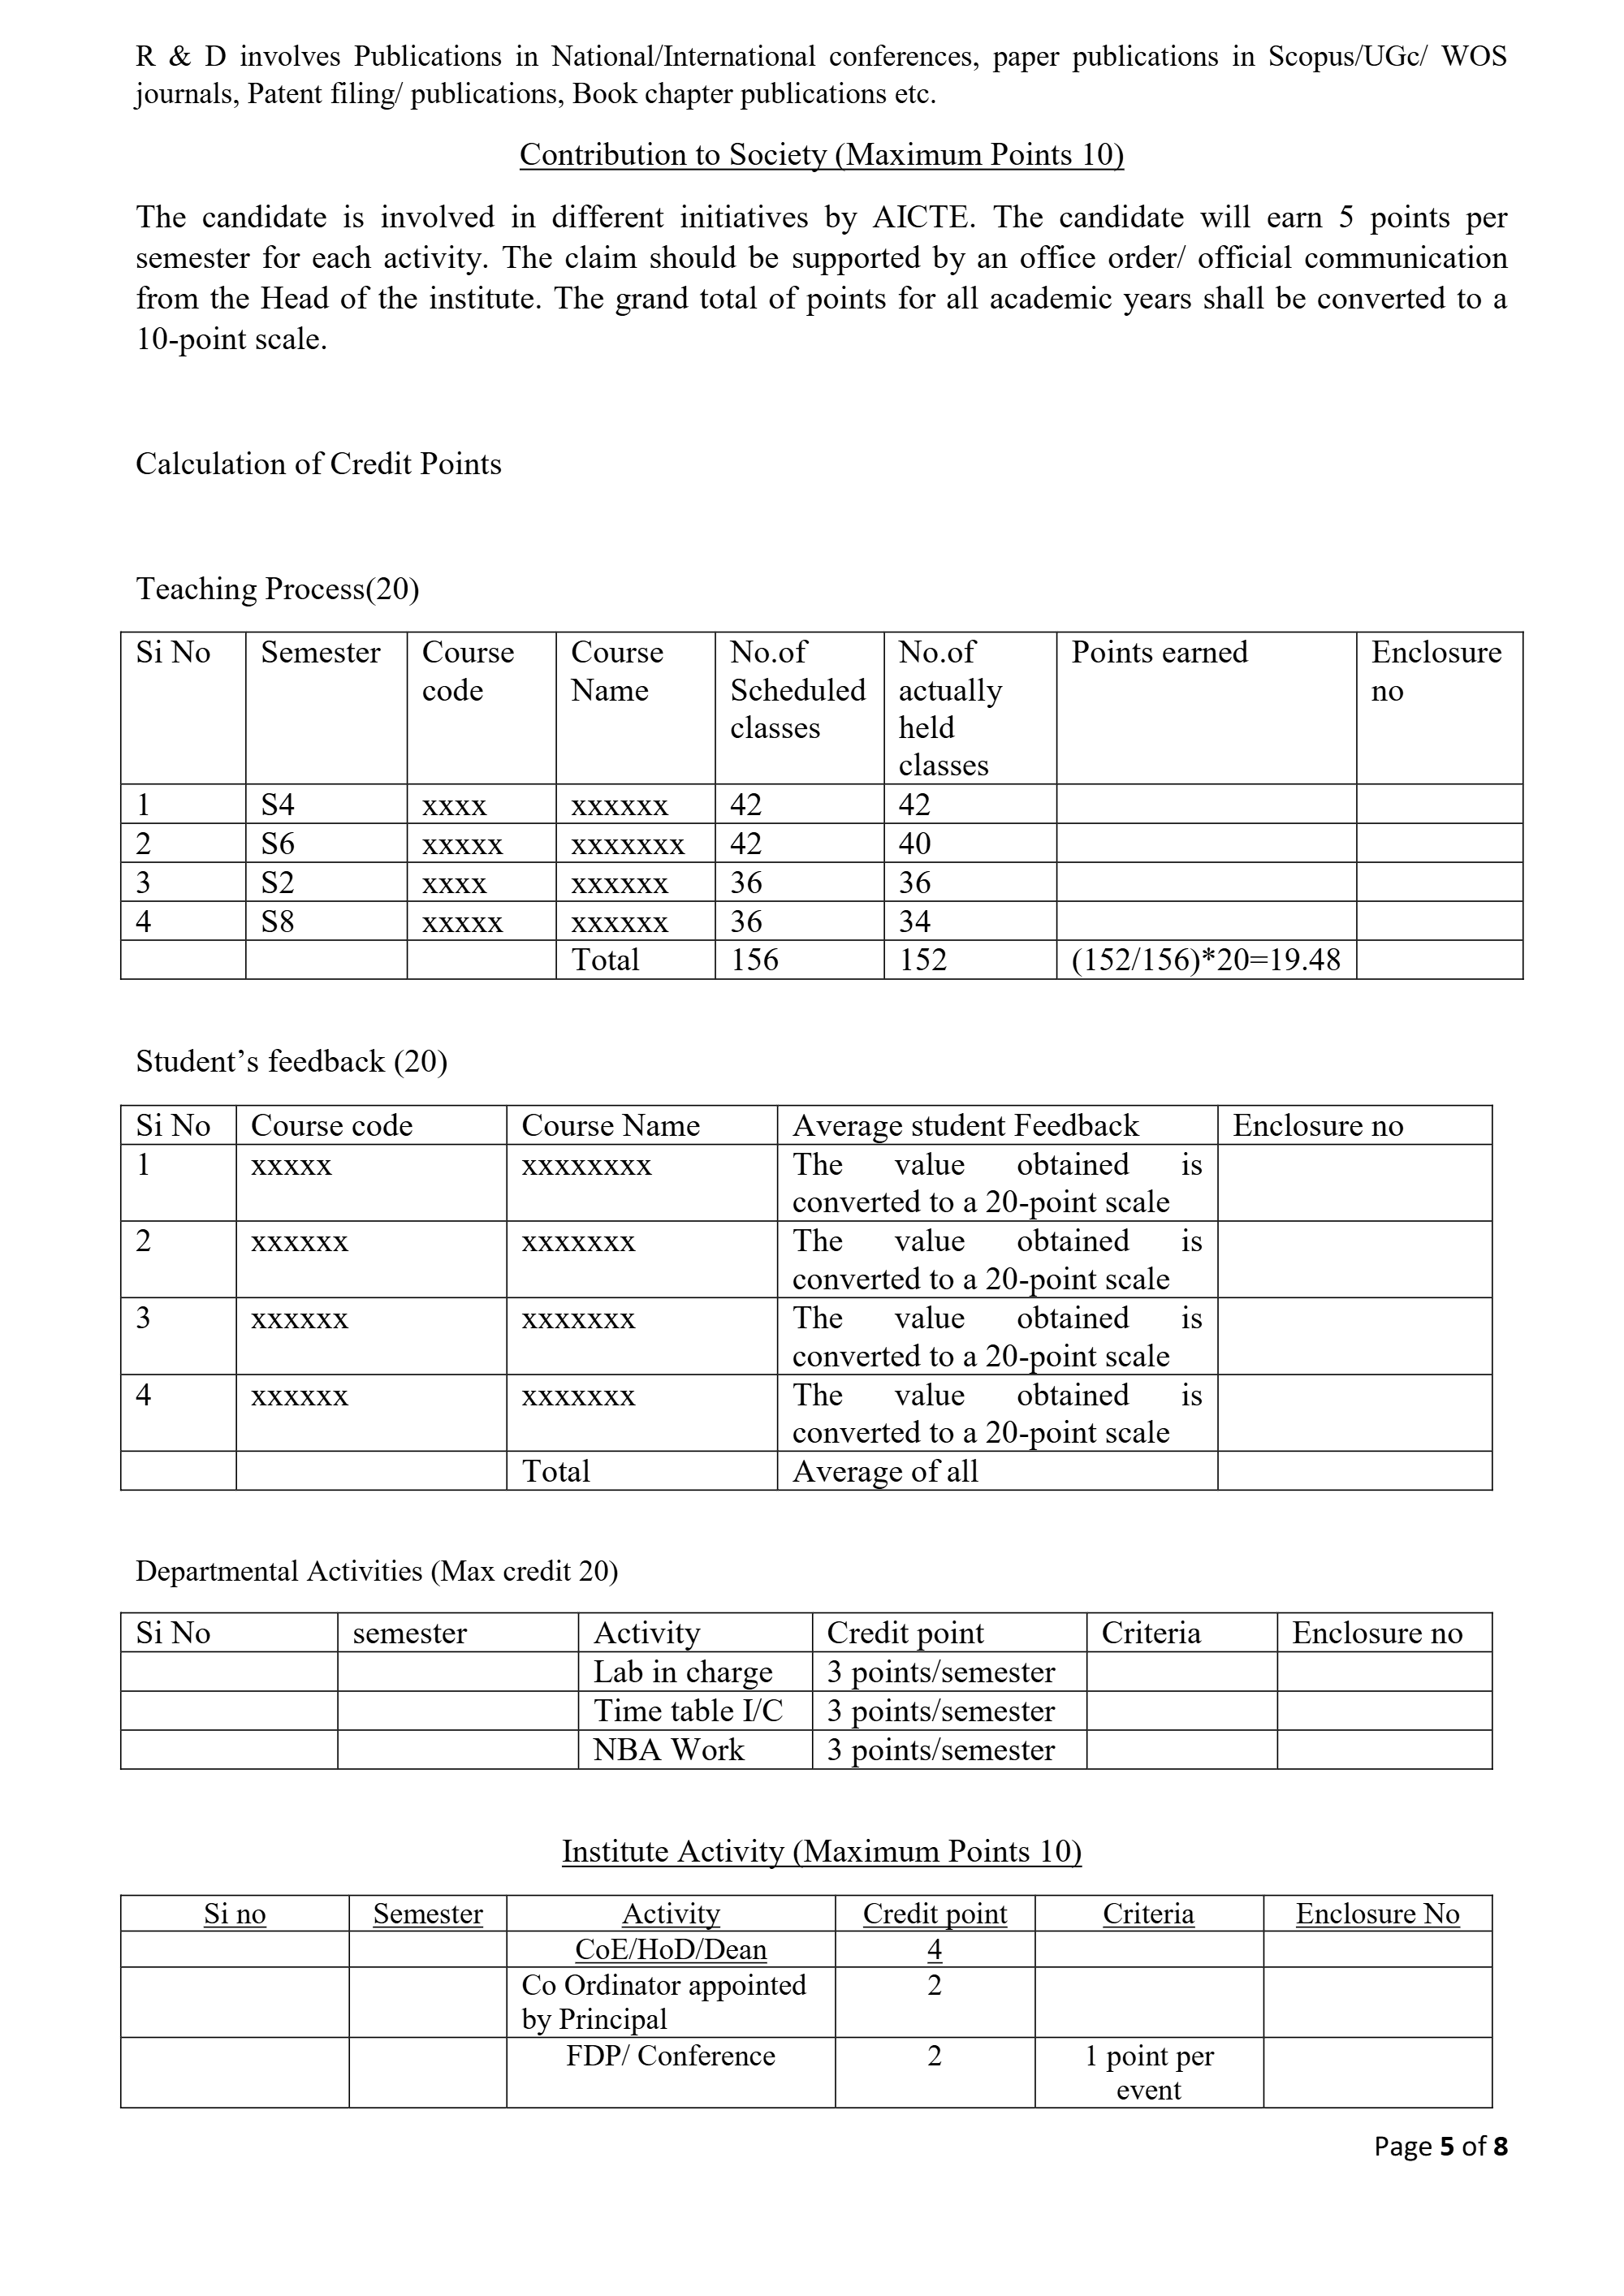 R & D involves Publications in National/International conferences, paper publications in Scopus/UGc/ WOS
journals, Patent filing/ publications, Book chapter publications etc.
Contribution to Society (Maximum Points 10)
The candidate is involved in different initiatives by AICTE. The candidate will earn 5 points per
semester for each activity. The claim should be supported by an office order/ official communication
from the Head of the institute. The grand total of points for all academic years shall be converted to a
10-point scale.
Calculation of Credit Points
Teaching Process(20)
Si No Semester Course code Course Name No.of Scheduled classes No.of actually held classes Points earned Enclosure no
1 S4 xxxx xxxxxx 42 42
2 S6 xxxxx xxxxxxx 42 40
3 S2 xxxx xxxxxx 36 36
4 S8 xxxxx xxxxxx 36 34
Total 156 152 (152/156)*20=19.48
Student’s feedback (20)
Si No Course code Course Name Average student Feedback Enclosure no
1 xxxxx xxxxxxxx The value obtained is
converted to a 20-point scale
2 xxxxxx xxxxxxx The value obtained is
converted to a 20-point scale
3 xxxxxx xxxxxxx The value obtained is
converted to a 20-point scale
4 xxxxxx xxxxxxx The value obtained is
converted to a 20-point scale
Total Average of all
Departmental Activities (Max credit 20)
Si No semester Activity Credit point Criteria Enclosure no
Lab in charge 3 points/semester
Time table I/C 3 points/semester
NBA Work 3 points/semester
Institute Activity (Maximum Points 10)
Si no Semester Activity Credit point Criteria Enclosure No
CoE/HoD/Dean 4
Co Ordinator appointed 2
by Principal
FDP/ Conference 2 1 point per
event
Page 5 of 8